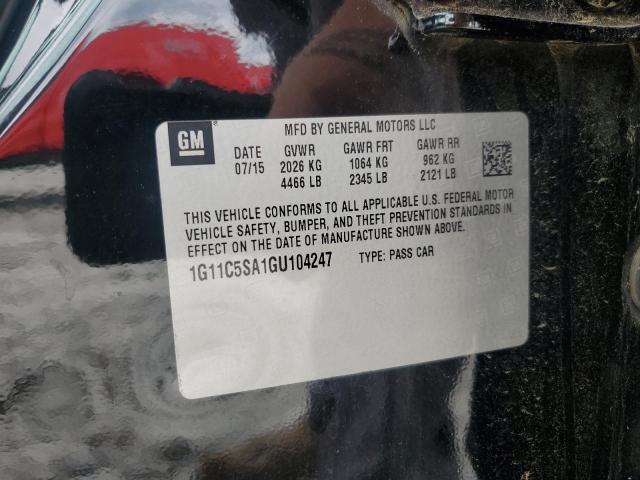 GM
MFD BY GENERAL MOTORS LLC
DATE GVWR GAWR FRT GAWR RR
07/15 2026 KG 1064 KG 962 KG
4466 LB 2345 LB 2121 LB
THIS VEHICLE CONFORMS TO ALL APPLICABLE U.S. FEDERAL MOTOR
VEHICLE SAFETY, BUMPER, AND THEFT PREVENTION STANDARDS IN
EFFECT ON THE DATE OF MANUFACTURE SHOWN ABOVE.
1G11C5SA1GU104247 TYPE: PASS CAR